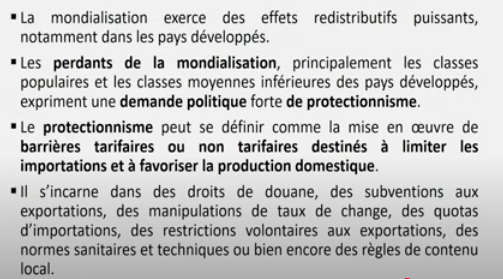 ▪ La mondialisation exerce des effets redistributifs puissants,
notamment dans les pays développés.
▪ Les perdants de la mondialisation, principalement les classes
populaires et les classes moyennes inférieures des pays développés,
expriment une demande politique forte de protectionnisme.
▪ Le protectionnisme peut se définir comme la mise en œuvre de
barrières tarifaires ou non tarifaires destinés à limiter les
importations et à favoriser la production domestique.
▪ Il s'incarne dans des droits de douane, des subventions aux
exportations, des manipulations de taux de change, des quotas
d'importations, des restrictions volontaires aux exportations, des
normes sanitaires et techniques ou bien encore des règles de contenu
local.